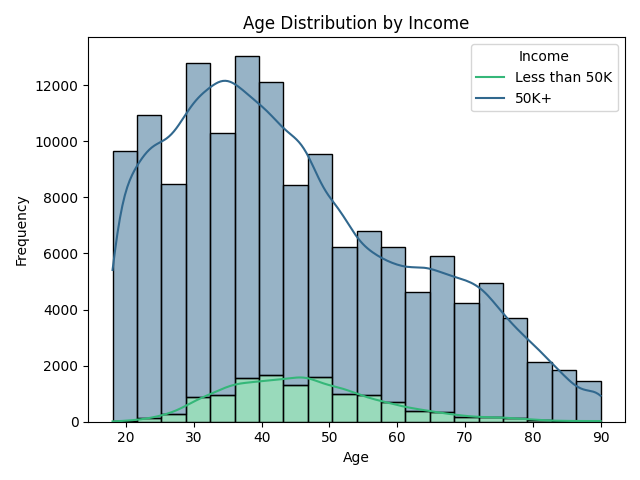 Age Distribution by Income
Income
Less than 50K
50K+
Frequency
12000
10000
8000
6000
4000
2000
0
20 30 40 50 60 70 80 90
Age